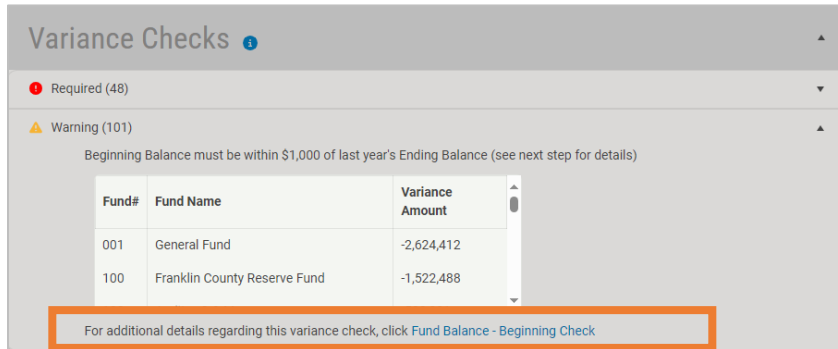 Variance Checks
Required (48)
Warning (101)
Beginning Balance must be within $1,000 of last year's Ending Balance (see next step for details)
Fund# Fund Name Variance Amount
001 General Fund -2,624,412
100 Franklin County Reserve Fund -1,522,488
For additional details regarding this variance check, click Fund Balance - Beginning Check